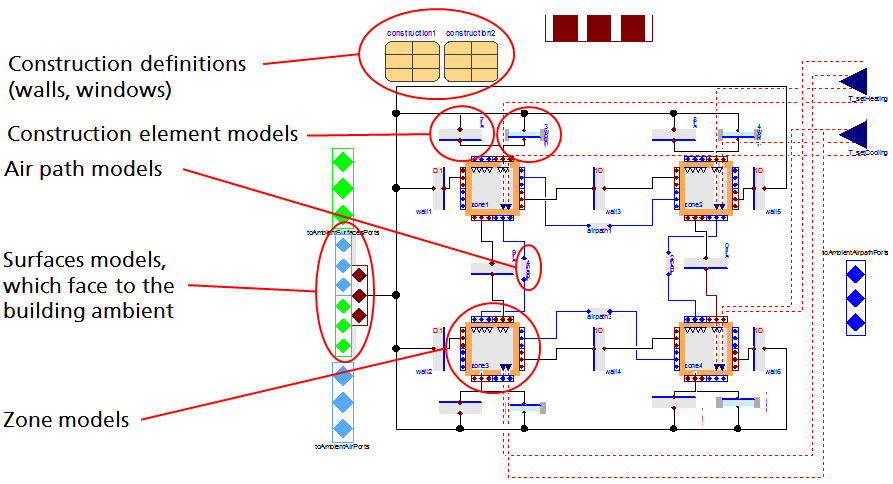 construction1 construction2
Construction definitions
(walls, windows)
T_setHeating
Construction element models
T_setCooling
Air path models
zone1
zone2
wall1
wall3
wall5
airpath1
toAmbientSurfacesPorts
toAmbientAirpathPorts
Surfaces models,
which face to the
building ambient
airpath3
zone3
zone4
wall2
wall4
wall6
Zone models
toAmbientAirPorts